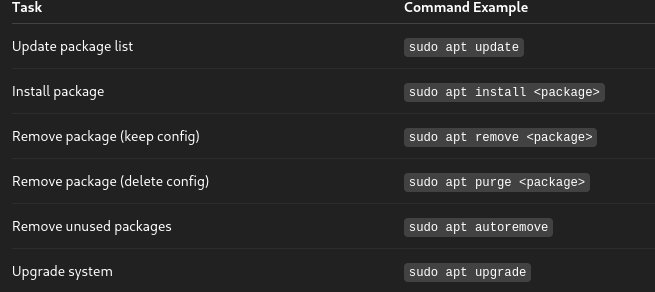 Task Command Example
Update package list sudo apt update
Install package sudo apt install <package>
Remove package (keep config) sudo apt remove <package>
Remove package (delete config) sudo apt purge <package>
Remove unused packages sudo apt autoremove
Upgrade system sudo apt upgrade